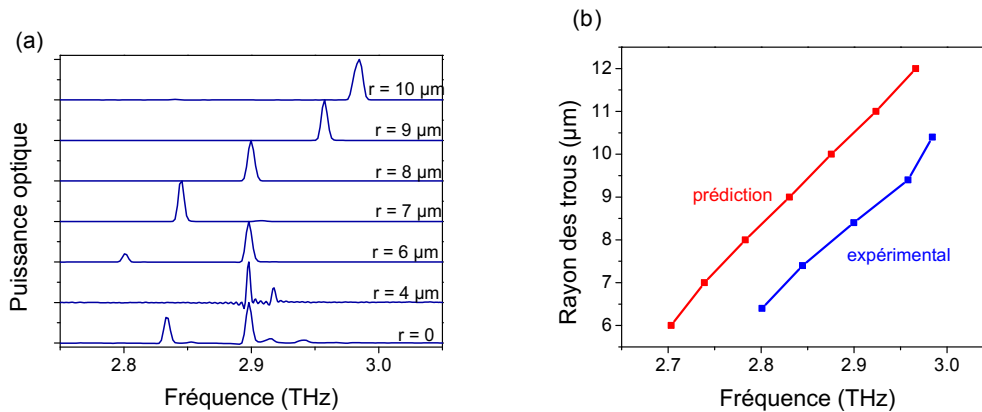 (a)
Puissance optique
r = 10 µm
r = 9 µm
r = 8 µm
r = 7 µm
r = 6 µm
r = 4 µm
r = 0
2.8 2.9 3.0
Fréquence (THz)
(b)
Rayon des trous (µm)
12
11
10
9
8
7
6
prédiction
expérimental
2.7 2.8 2.9 3.0
Fréquence (THz)